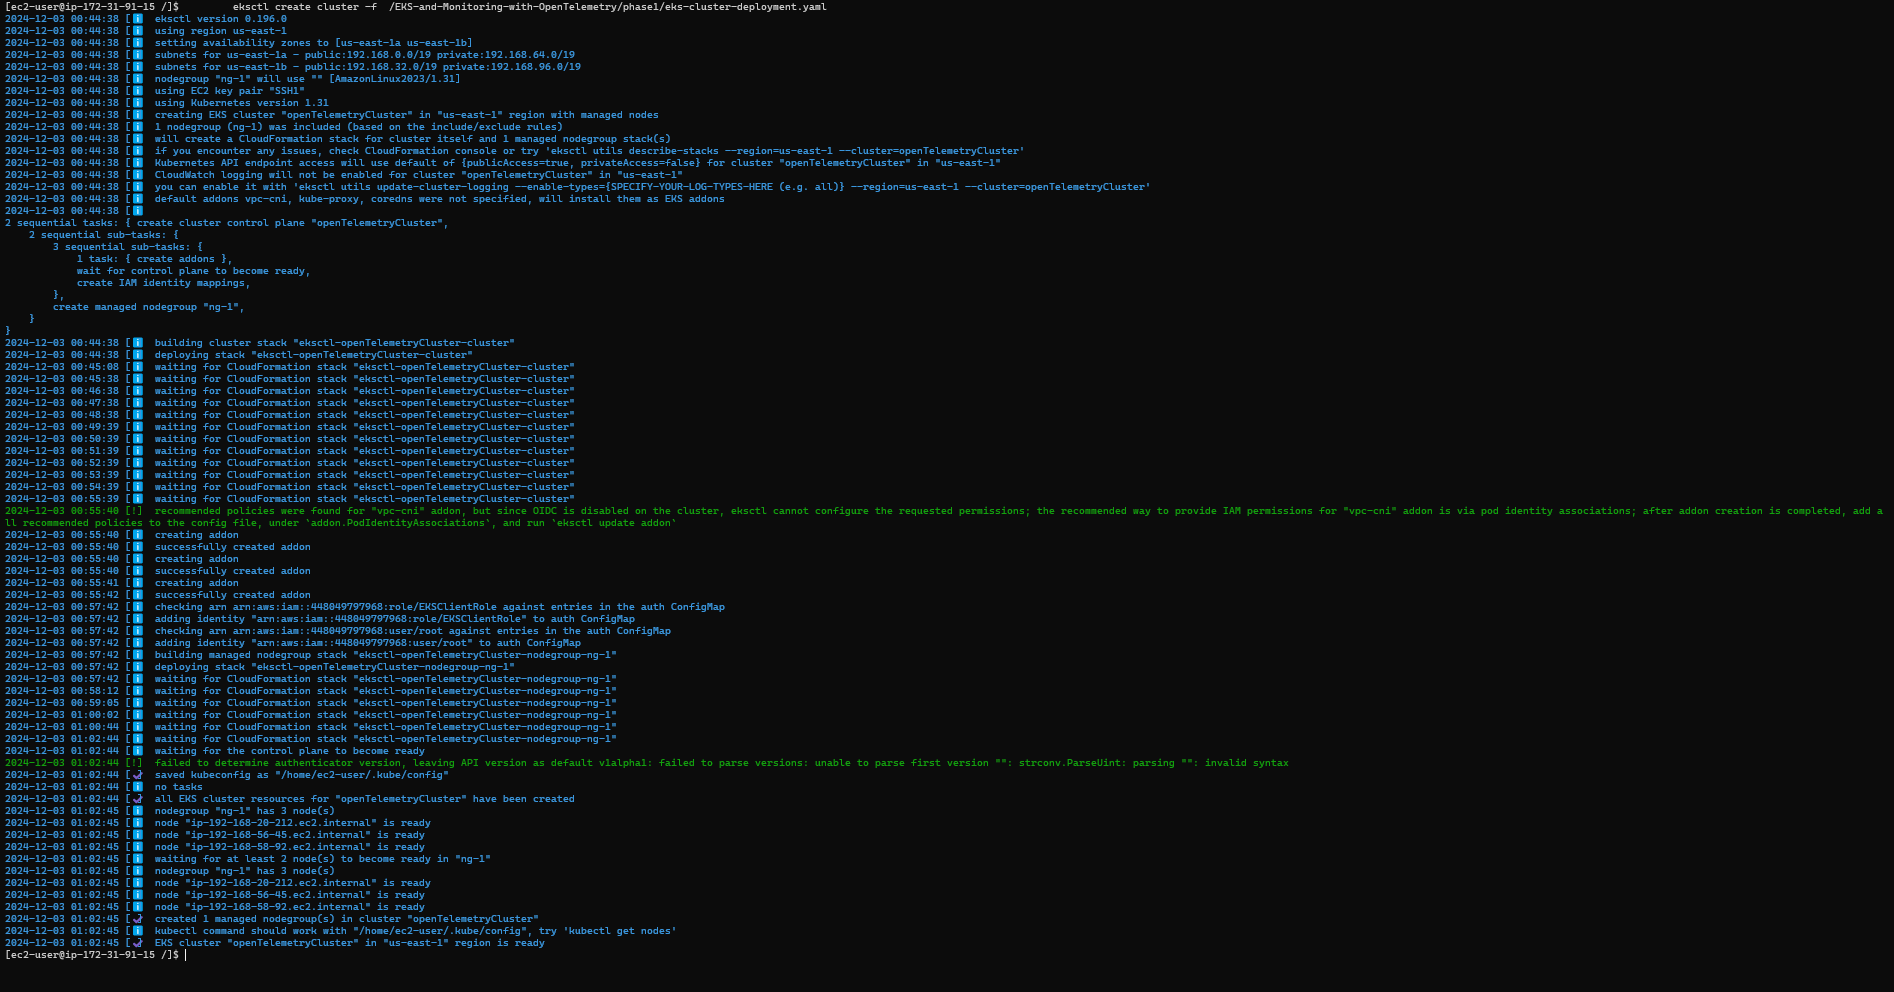 [ec2-user@ip-172-31-91-15 /]$         eksctl create cluster -f  /EKS-and-Monitoring-with-OpenTelemetry/phase1/eks-cluster-deployment.yaml
2024-12-03 00:44:38 [ℹ]  eksctl version 0.196.0
2024-12-03 00:44:38 [ℹ]  using region us-east-1
2024-12-03 00:44:38 [ℹ]  setting availability zones to [us-east-1a us-east-1b]
2024-12-03 00:44:38 [ℹ]  subnets for us-east-1a - public:192.168.0.0/19 private:192.168.64.0/19
2024-12-03 00:44:38 [ℹ]  subnets for us-east-1b - public:192.168.32.0/19 private:192.168.96.0/19
2024-12-03 00:44:38 [ℹ]  nodegroup "ng-1" will use "" [AmazonLinux2023/1.31]
2024-12-03 00:44:38 [ℹ]  using EC2 key pair "SSH1"
2024-12-03 00:44:38 [ℹ]  using Kubernetes version 1.31
2024-12-03 00:44:38 [ℹ]  creating EKS cluster "openTelemetryCluster" in "us-east-1" region with managed nodes
2024-12-03 00:44:38 [ℹ]  1 nodegroup (ng-1) was included (based on the include/exclude rules)
2024-12-03 00:44:38 [ℹ]  will create a CloudFormation stack for cluster itself and 1 managed nodegroup stack(s)
2024-12-03 00:44:38 [ℹ]  if you encounter any issues, check CloudFormation console or try 'eksctl utils describe-stacks --region=us-east-1 --cluster=openTelemetryCluster'
2024-12-03 00:44:38 [ℹ]  Kubernetes API endpoint access will use default of {publicAccess=true, privateAccess=false} for cluster "openTelemetryCluster" in "us-east-1"
2024-12-03 00:44:38 [ℹ]  CloudWatch logging will not be enabled for cluster "openTelemetryCluster" in "us-east-1"
2024-12-03 00:44:38 [ℹ]  you can enable it with 'eksctl utils update-cluster-logging --enable-types={SPECIFY-YOUR-LOG-TYPES-HERE (e.g. all)} --region=us-east-1 --cluster=openTelemetryCluster'
2024-12-03 00:44:38 [ℹ]  default addons vpc-cni, kube-proxy, coredns were not specified, will install them as EKS addons
2024-12-03 00:44:38 [ℹ]
2 sequential tasks: { create cluster control plane "openTelemetryCluster",
    2 sequential sub-tasks: {
        3 sequential sub-tasks: {
            1 task: { create addons },
            wait for control plane to become ready,
            create IAM identity mappings,
        },
        create managed nodegroup "ng-1",
    }
}
2024-12-03 00:44:38 [ℹ]  building cluster stack "eksctl-openTelemetryCluster-cluster"
2024-12-03 00:44:38 [ℹ]  deploying stack "eksctl-openTelemetryCluster-cluster"
2024-12-03 00:45:08 [ℹ]  waiting for CloudFormation stack "eksctl-openTelemetryCluster-cluster"
2024-12-03 00:45:38 [ℹ]  waiting for CloudFormation stack "eksctl-openTelemetryCluster-cluster"
2024-12-03 00:46:38 [ℹ]  waiting for CloudFormation stack "eksctl-openTelemetryCluster-cluster"
2024-12-03 00:47:38 [ℹ]  waiting for CloudFormation stack "eksctl-openTelemetryCluster-cluster"
2024-12-03 00:48:38 [ℹ]  waiting for CloudFormation stack "eksctl-openTelemetryCluster-cluster"
2024-12-03 00:49:39 [ℹ]  waiting for CloudFormation stack "eksctl-openTelemetryCluster-cluster"
2024-12-03 00:50:39 [ℹ]  waiting for CloudFormation stack "eksctl-openTelemetryCluster-cluster"
2024-12-03 00:51:39 [ℹ]  waiting for CloudFormation stack "eksctl-openTelemetryCluster-cluster"
2024-12-03 00:52:39 [ℹ]  waiting for CloudFormation stack "eksctl-openTelemetryCluster-cluster"
2024-12-03 00:53:39 [ℹ]  waiting for CloudFormation stack "eksctl-openTelemetryCluster-cluster"
2024-12-03 00:54:39 [ℹ]  waiting for CloudFormation stack "eksctl-openTelemetryCluster-cluster"
2024-12-03 00:55:39 [ℹ]  waiting for CloudFormation stack "eksctl-openTelemetryCluster-cluster"
2024-12-03 00:55:40 [!]  recommended policies were found for "vpc-cni" addon, but since OIDC is disabled on the cluster, eksctl cannot configure the requested permissions; the recommended way to provide IAM permissions for "vpc-cni" addon is via pod identity associations; after addon creation is completed, add a
ll recommended policies to the config file, under `addon.PodIdentityAssociations`, and run `eksctl update addon`
2024-12-03 00:55:40 [ℹ]  creating addon
2024-12-03 00:55:40 [ℹ]  successfully created addon
2024-12-03 00:55:40 [ℹ]  creating addon
2024-12-03 00:55:40 [ℹ]  successfully created addon
2024-12-03 00:55:41 [ℹ]  creating addon
2024-12-03 00:55:42 [ℹ]  successfully created addon
2024-12-03 00:57:42 [ℹ]  checking arn arn:aws:iam::448049797968:role/EKSClientRole against entries in the auth ConfigMap
2024-12-03 00:57:42 [ℹ]  adding identity "arn:aws:iam::448049797968:role/EKSClientRole" to auth ConfigMap
2024-12-03 00:57:42 [ℹ]  checking arn arn:aws:iam::448049797968:user/root against entries in the auth ConfigMap
2024-12-03 00:57:42 [ℹ]  adding identity "arn:aws:iam::448049797968:user/root" to auth ConfigMap
2024-12-03 00:57:42 [ℹ]  building managed nodegroup stack "eksctl-openTelemetryCluster-nodegroup-ng-1"
2024-12-03 00:57:42 [ℹ]  deploying stack "eksctl-openTelemetryCluster-nodegroup-ng-1"
2024-12-03 00:57:42 [ℹ]  waiting for CloudFormation stack "eksctl-openTelemetryCluster-nodegroup-ng-1"
2024-12-03 00:58:12 [ℹ]  waiting for CloudFormation stack "eksctl-openTelemetryCluster-nodegroup-ng-1"
2024-12-03 00:59:05 [ℹ]  waiting for CloudFormation stack "eksctl-openTelemetryCluster-nodegroup-ng-1"
2024-12-03 01:00:02 [ℹ]  waiting for CloudFormation stack "eksctl-openTelemetryCluster-nodegroup-ng-1"
2024-12-03 01:00:44 [ℹ]  waiting for CloudFormation stack "eksctl-openTelemetryCluster-nodegroup-ng-1"
2024-12-03 01:02:44 [ℹ]  waiting for CloudFormation stack "eksctl-openTelemetryCluster-nodegroup-ng-1"
2024-12-03 01:02:44 [ℹ]  waiting for the control plane to become ready
2024-12-03 01:02:44 [!]  failed to determine authenticator version, leaving API version as default v1alpha1: failed to parse versions: unable to parse first version "": strconv.ParseUint: parsing "": invalid syntax
2024-12-03 01:02:44 [✔]  saved kubeconfig as "/home/ec2-user/.kube/config"
2024-12-03 01:02:44 [ℹ]  no tasks
2024-12-03 01:02:44 [✔]  all EKS cluster resources for "openTelemetryCluster" have been created
2024-12-03 01:02:45 [ℹ]  nodegroup "ng-1" has 3 node(s)
2024-12-03 01:02:45 [ℹ]  node "ip-192-168-20-212.ec2.internal" is ready
2024-12-03 01:02:45 [ℹ]  node "ip-192-168-56-45.ec2.internal" is ready
2024-12-03 01:02:45 [ℹ]  node "ip-192-168-58-92.ec2.internal" is ready
2024-12-03 01:02:45 [ℹ]  waiting for at least 2 node(s) to become ready in "ng-1"
2024-12-03 01:02:45 [ℹ]  nodegroup "ng-1" has 3 node(s)
2024-12-03 01:02:45 [ℹ]  node "ip-192-168-20-212.ec2.internal" is ready
2024-12-03 01:02:45 [ℹ]  node "ip-192-168-56-45.ec2.internal" is ready
2024-12-03 01:02:45 [ℹ]  node "ip-192-168-58-92.ec2.internal" is ready
2024-12-03 01:02:45 [✔]  created 1 managed nodegroup(s) in cluster "openTelemetryCluster"
2024-12-03 01:02:45 [ℹ]  kubectl command should work with "/home/ec2-user/.kube/config", try 'kubectl get nodes'
2024-12-03 01:02:45 [✔]  EKS cluster "openTelemetryCluster" in "us-east-1" region is ready
[ec2-user@ip-172-31-91-15 /]$